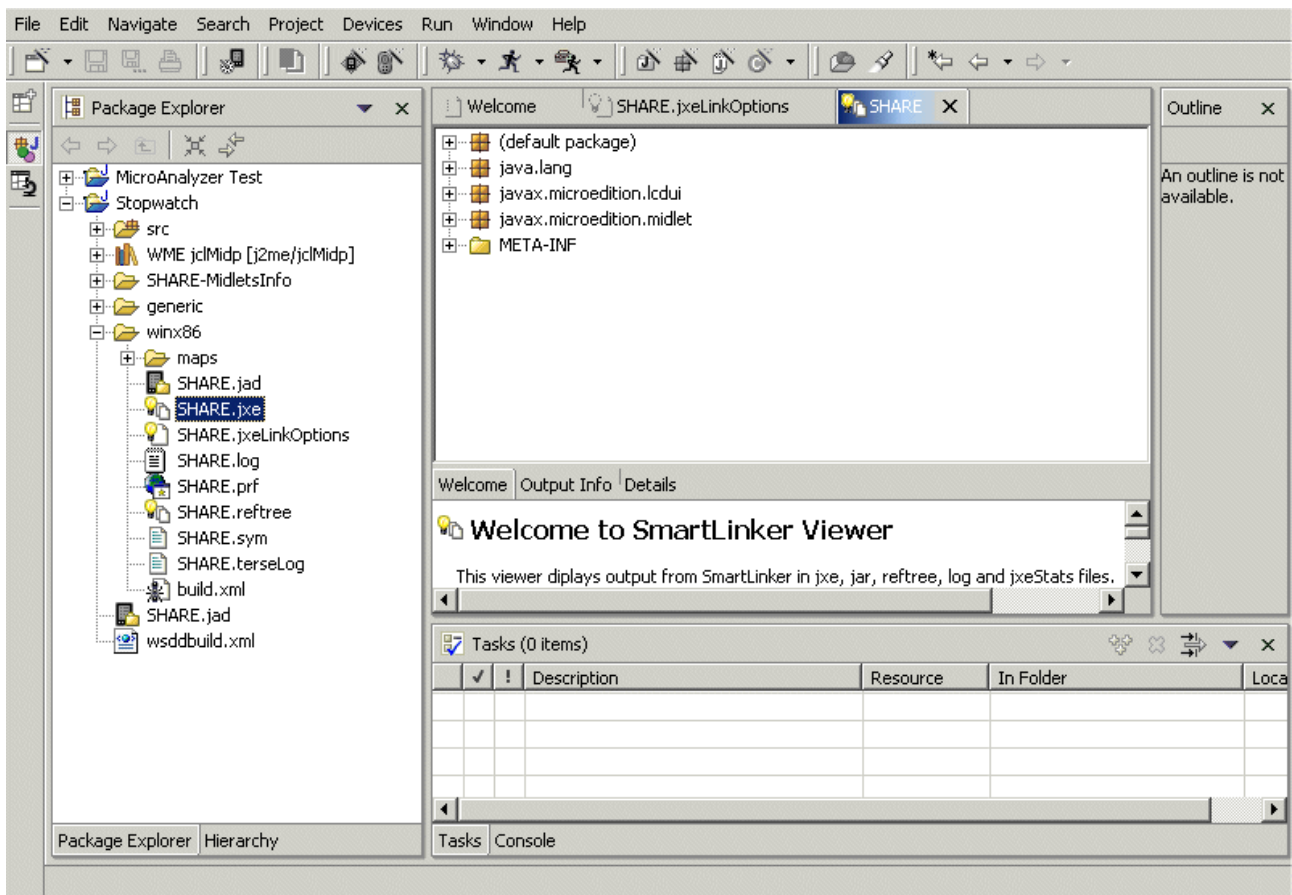 File Edit Navigate Search Project Devices Run Window Help
Package Explorer
MicroAnalyzer Test
Stopwatch
src
WME jclMidp [j2me/jclMidp]
SHARE-MidletsInfo
generic
winx86
maps
SHARE.jad
SHARE.jxe
SHARE.jxeLinkOptions
SHARE.log
SHARE.prf
SHARE.reftree
SHARE.sym
SHARE.terseLog
build.xml
SHARE.jad
wsddbuild.xml
Package Explorer Hierarchy
Welcome SHARE.jxeLinkOptions SHARE
(default package)
java.lang
javax.microedition.lcdui
javax.microedition.midlet
META-INF
Welcome Output Info Details
Welcome to SmartLinker Viewer
This viewer diplays output from SmartLinker in jxe, jar, reftree, log and jxeStats files.
Outline
An outline is not
available.
Tasks (0 items)
! Description Resource In Folder Loca
Tasks Console